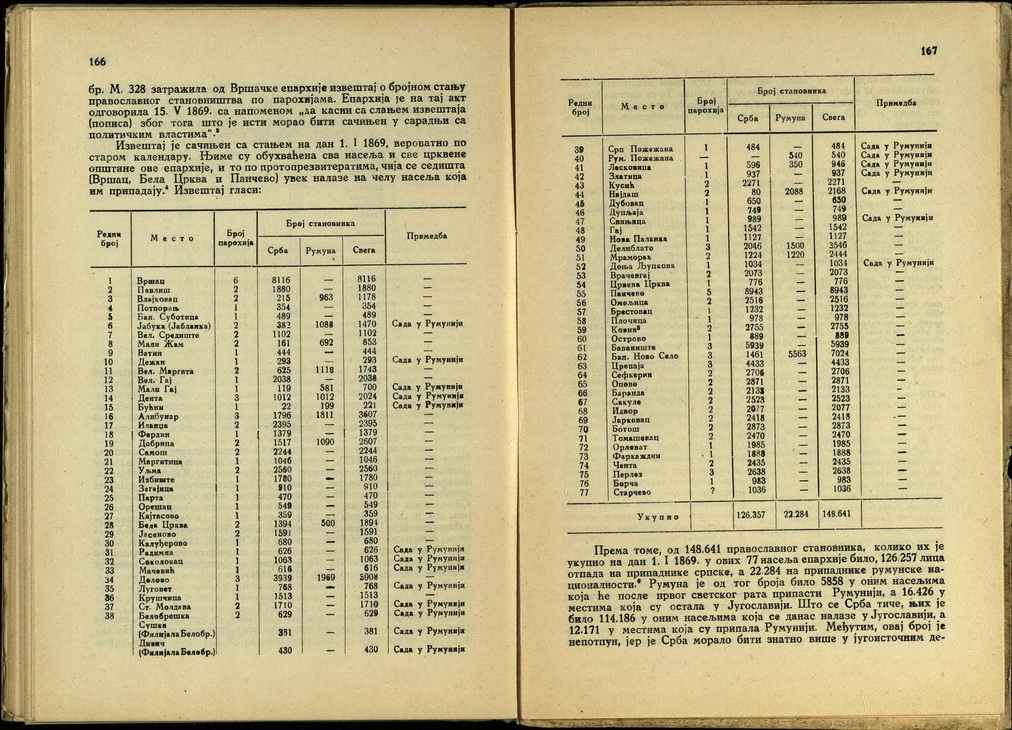 166
бр. М. 328 затражила од Вршачке епархије извештај о бројном стању
православног становништва по парохијама. Епархија је на тај акт
одговорила 15. V 1869. са напоменом „да касни са слањем извештаја
(пописа) због тога што је исти морао бити сачињен у сарадњи са
политичким властима“.
Извештај је сачињен са стањем на дан 1. I 1869, вероватно по
старом календару. Њиме су обухваћена сва насеља и све црквене
општине ове епархије, и то по протопрезвитератима, чија се седишта
(Вршац, Бела Црква и Панчево) увек налазе на челу насеља која
им припадају. Извештај гласи:
Редни број Место Број парохија Број становника Примедба
Срба Румуна Свега
1 Вршац 6 8116 — 8116 —
2 Павлиш 2 1880 — 1880 —
3 Влајковац 2 215 963 1178 —
4 Потпорањ 1 354 — 354 —
5 Бан. Суботица 1 489 — 489 —
6 Јабука (Јабланка) 2 382 1088 1470 Сада у Румунији
7 Вел. Средиште 2 1102 — 1102 —
8 Мали Жам 2 161 692 853 —
9 Ватин 1 444 — 444 —
10 Дежан 1 293 — 293 Сада у Румунији
11 Вел. Маргита 2 625 1118 1743 —
12 Вел. Гај 1 2038 — 2038 —
13 Мали Гај 1 119 581 700 Сада у Румунији
14 Дента 3 1012 1012 2024 Сада у Румунији
15 Бућин 1 22 199 221 Сада у Румунији
16 Алибунар 3 1796 1811 3607 —
17 Иланџа 2 2395 — 2395 —
18 Фердин 1 1379 — 1379 —
19 Добрица 2 1517 1090 2607 —
20 Самош 2 2244 — 2244 —
21 Маргитица 1 1046 — 1046 —
22 Уљма 2 2560 — 2560 —
23 Избиште 1 1780 — 1780 —
24 Загајица 1 910 — 910 —
25 Парта 1 470 — 470 —
26 Орешац 1 549 — 549 —
27 Кајтасово 1 359 — 359 —
28 Бела Црква 2 1394 500 1894 —
29 Јасеново 2 1591 — 1591 —
30 Калуђерово 1 680 — 680 —
31 Радимна 1 626 — 626 Сада у Румунији
32 Соколовац 1 1063 — 1063 Сада у Румунији
33 Мачевић 1 616 — 616 Сада у Румунији
34 Долово 3 3939 1969 5908 —
35 Луговет 1 768 — 768 Сада у Румунији
36 Крушчица 1 1513 — 1513 —
37 Ст. Молдава 2 1710 — 1710 Сада у Румунији
38 Белобрешка 2 629 — 629 Сада у Румунији
Сушка
(Филијала Белобр.) 381 — 381 Сада у Румунији
Дивич
(Филијала Белобр.) 430 — 430 Сада у Румунији
167
Редни број Место Број парохија Број становника Примедба
Срба Румуна Свега
39 Срп Пожежана 1 484 — 484 Сада у Румунији
40 Рум. Пожежана — — 540 540 Сада у Румунији
41 Лесковица 1 596 350 946 Сада у Румунији
42 Златица 1 937 — 937 Сада у Румунији
43 Кусић 2 2271 — 2271 —
44 Најдаш 2 80 2088 2168 Сада у Румунији
45 Дубовац 1 650 — 650 —
46 Дупљаја 1 749 — 749 —
47 Свињица 1 989 — 989 Сада у Румунији
48 Гај 1 1542 — 1542 —
49 Нова Паланка 1 1127 — 1127 —
50 Делиблато 3 2046 1500 3546 —
51 Мраморак 2 1224 1220 2444 —
52 Доња Љупкова 1 1034 — 1034 Сада у Румунији
53 Врачевгај 2 2073 — 2073 —
54 Црвена Црква 1 776 — 776 —
55 Панчево 5 8943 — 8943 —
56 Омољица 2 2516 — 2516 —
57 Брестовац 1 1232 — 1232 —
58 Плочица 1 978 — 978 —
59 Ковин 2 2755 — 2755 —
60 Острово 1 889 — 889 —
61 Баваниште 3 5939 — 5939 —
62 Бан. Ново Село 3 1461 5563 7024 —
63 Црепаја 3 4433 — 4433 —
64 Сефкерин 2 2706 — 2706 —
65 Опово 2 2871 — 2871 —
66 Баранда 2 2133 — 2133 —
67 Сакуле 2 2523 — 2523 —
68 Идвор 2 2077 — 2077 —
69 Јарковац 2 2418 — 2418 —
70 Ботош 2 2873 — 2873 —
71 Томашевац 2 2470 — 2470 —
72 Орловат 1 1985 — 1985 —
73 Фаркаждин 1 1888 — 1888 —
74 Чента 2 2435 — 2435 —
75 Перлез 3 2638 — 2638 —
76 Борча 1 983 — 983 —
77 Старчево ? 1036 — 1036 —
Укупно 126.357 22.284 148.641
Према томе, од 148.641 православног становника, колико их је
укупно на дан 1. I 1869. у ових 77 насеља епархије било, 126.257 лица
отпада на припаднике српске, а 22.284 на припаднике румунске на-
ционалности. Румуна је од тог броја било 5858 у оним насељима
која ће после првог светског рата припасти Румунији, а 16.426 у
местима која су остала у Југославији. Што се Срба тиче, њих је
било 114.186 у оним насељима која се данас налазе у Југославији, а
12.171 у местима која су припала Румунији. Међутим, овај број је
непотпун, јер је Срба морало бити знатно више у југоисточним де-